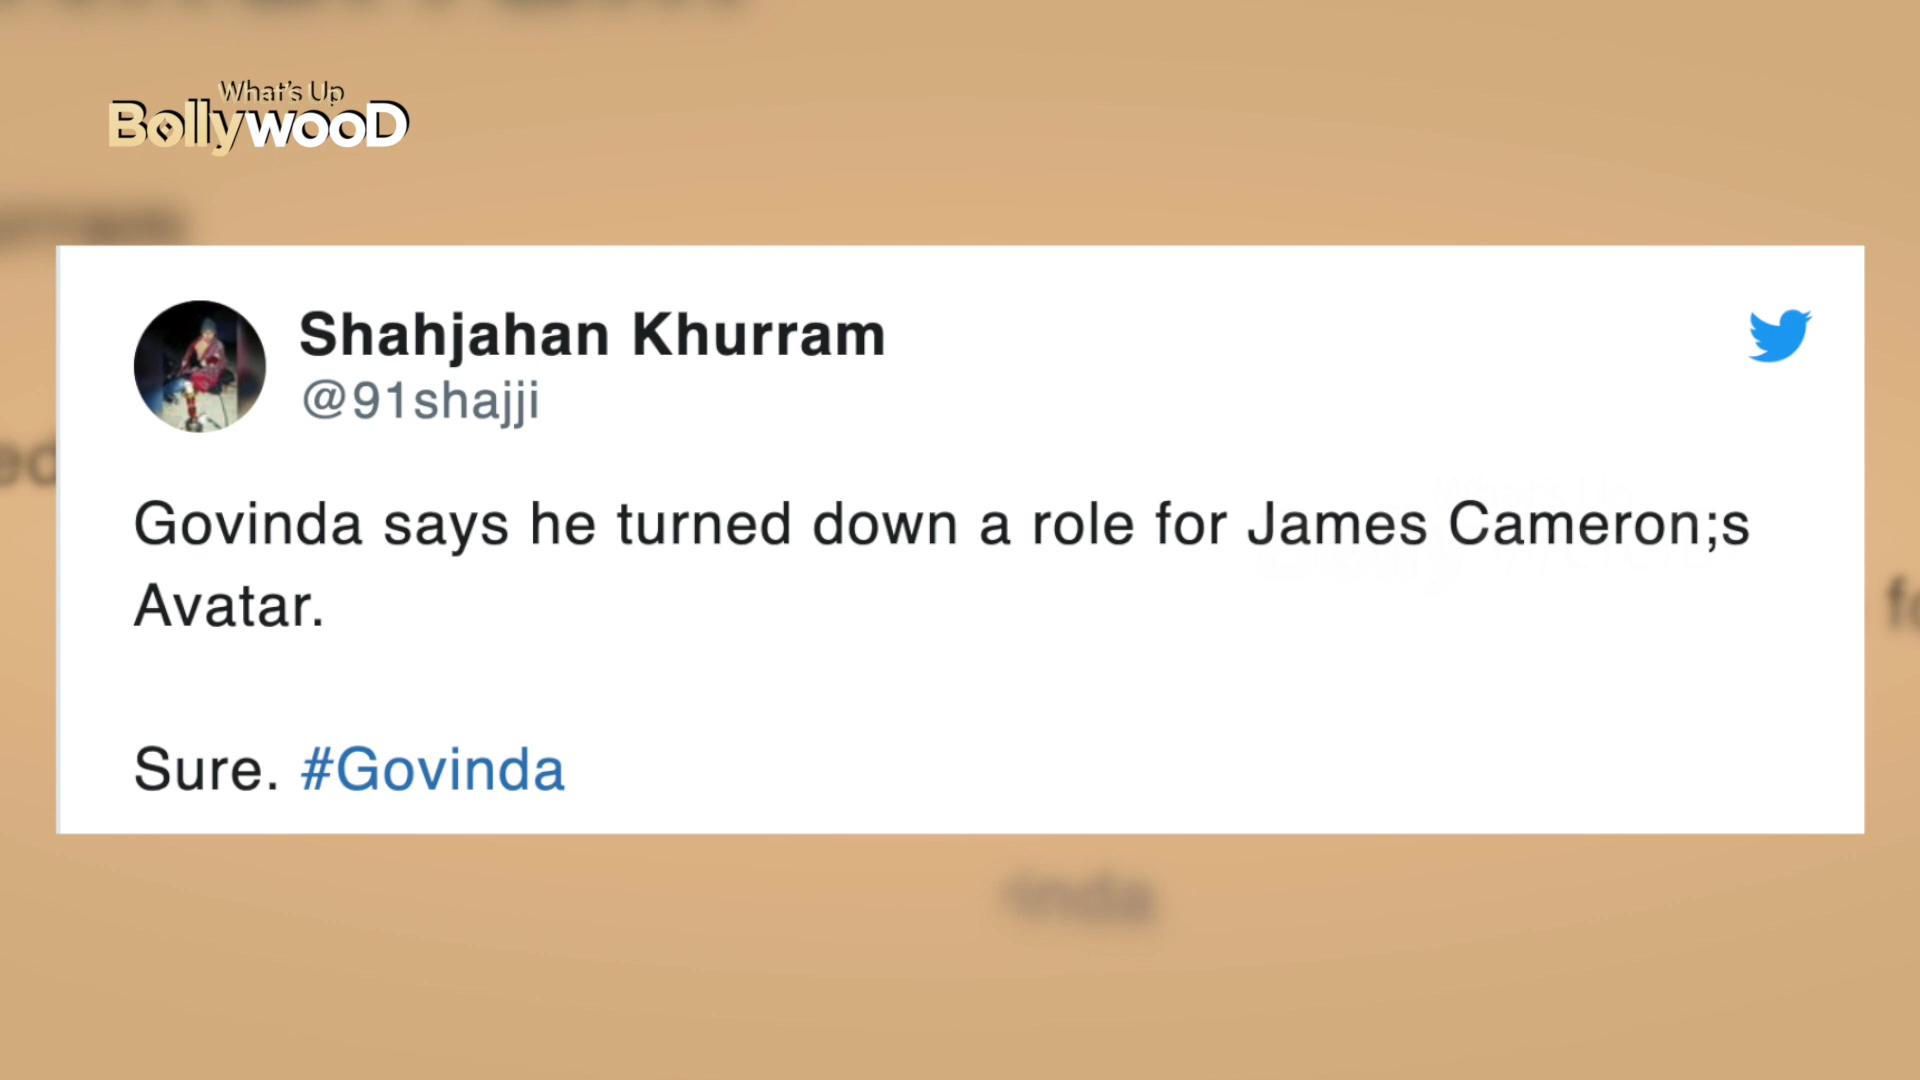 What's Up
BollywooD
Shahjahan Khurram
@91shajji
Govinda says he turned down a role for James Cameron;s
Avatar.
Sure. #Govinda